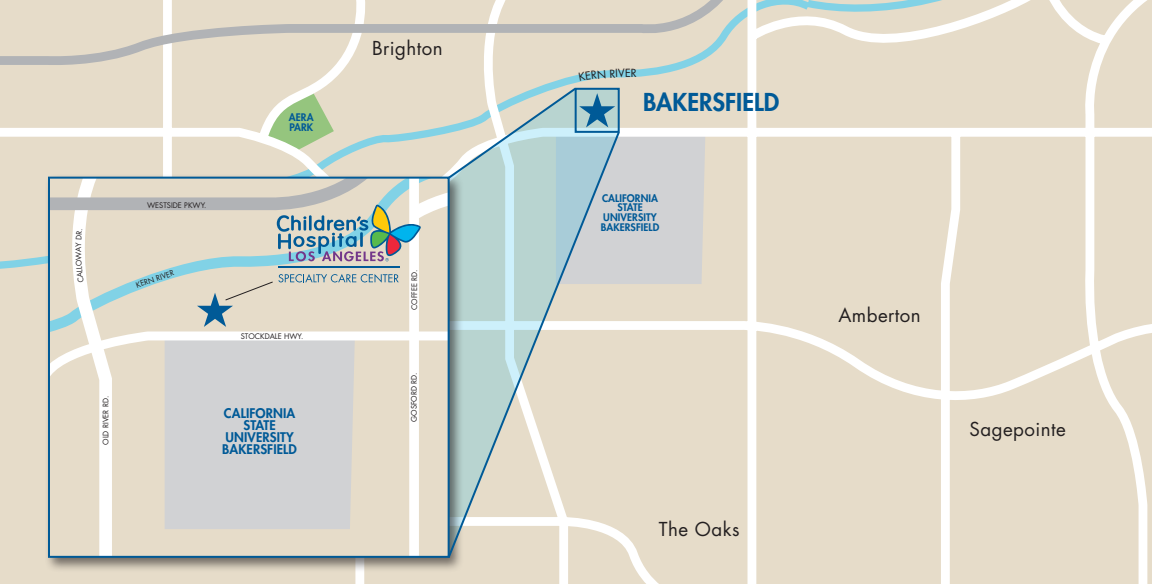 Brighton
KERN RIVER
BAKERSFIELD
AERA
PARK
CALIFORNIA
STATE
UNIVERSITY
BAKERSFIELD
WESTSIDE PKWY.
CALLOWAY DR.
Children's
Hospital
LOS ANGELES®
SPECIALTY CARE CENTER
KERN RIVER
COFFEE RD.
STOCKDALE HWY.
OLD RIVER RD.
GOSFORD RD.
CALIFORNIA
STATE
UNIVERSITY
BAKERSFIELD
Amberton
Sagepointe
The Oaks